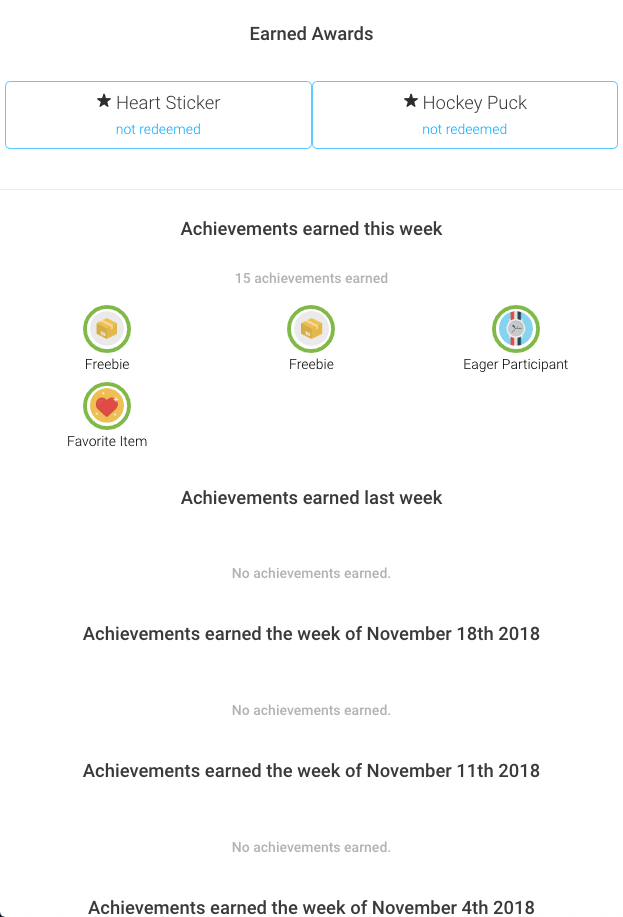 Earned Awards
★ Heart Sticker
not redeemed
★ Hockey Puck
not redeemed
Achievements earned this week
15 achievements earned
Freebie
Freebie
Eager Participant
Favorite Item
Achievements earned last week
No achievements earned.
Achievements earned the week of November 18th 2018
No achievements earned.
Achievements earned the week of November 11th 2018
No achievements earned.
Achievements earned the week of November 4th 2018